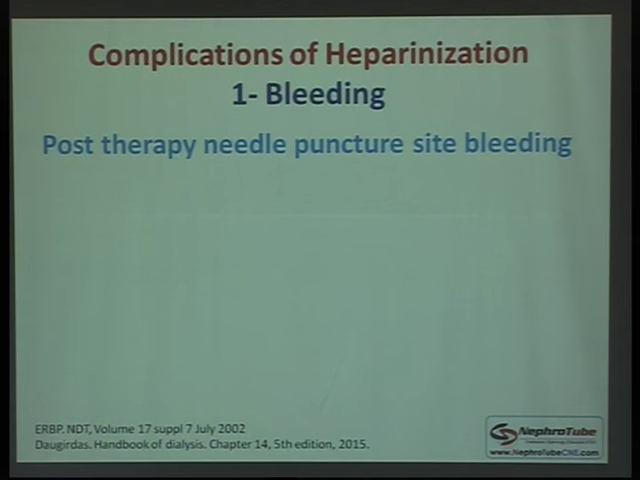 Complications of Heparinization
1- Bleeding
Post therapy needle puncture site bleeding
ERBP. NDT, Volume 17 suppl 7 July 2002
Daugirdas. Handbook of dialysis. Chapter 14, 5th edition, 2015.
NephroTube
www.NephroTubeCNE.com